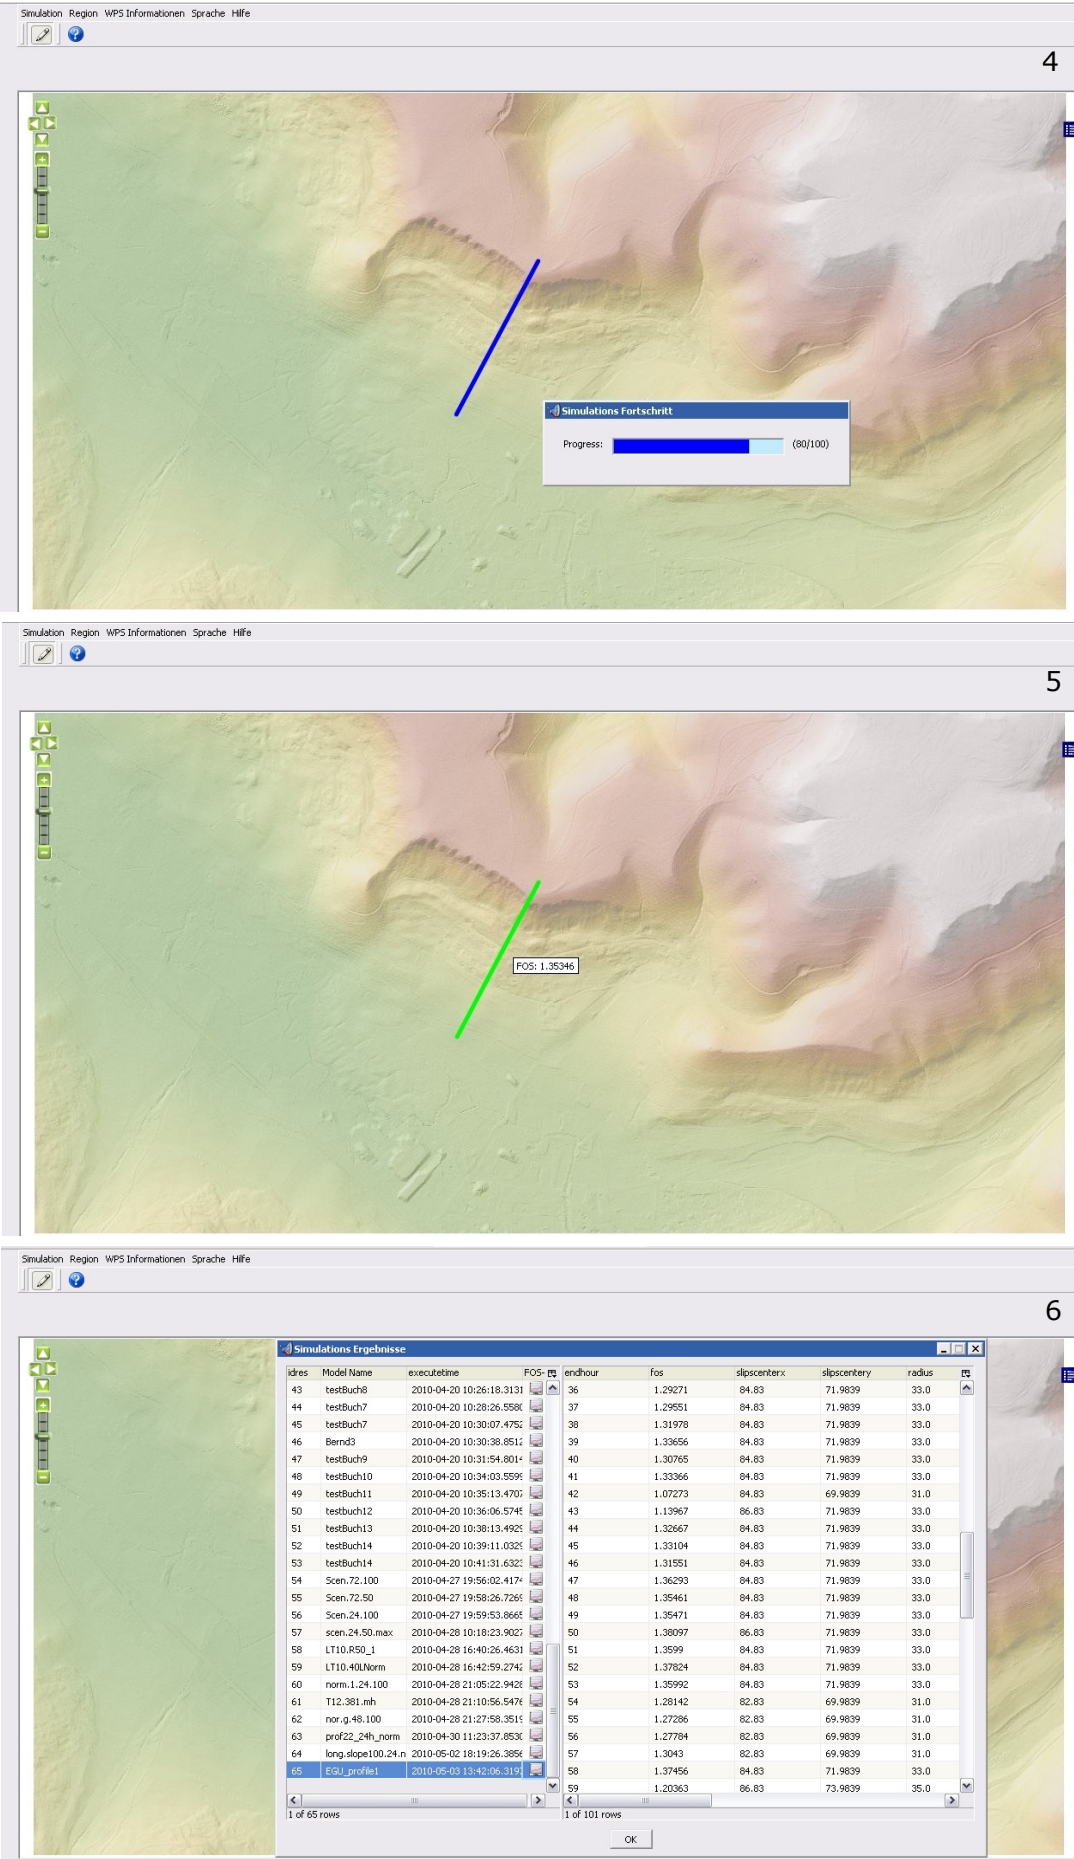 Simulation Region WPS Informationen Sprache Hilfe
4
Simulations Fortschritt
Progress: (80/100)
Simulation Region WPS Informationen Sprache Hilfe
5
FOS: 1.35346
Simulation Region WPS Informationen Sprache Hilfe
6
Simulations Ergebnisse
idres Model Name executetime FOS- endhour fos slipscenterx slipscentery radius
43 testBuch8 2010-04-20 10:26:18.3131 36 1.29271 84.83 71.9839 33.0
44 testBuch7 2010-04-20 10:28:26.5580 37 1.29551 84.83 71.9839 33.0
45 testBuch7 2010-04-20 10:30:07.4752 38 1.31978 84.83 71.9839 33.0
46 Bernd3 2010-04-20 10:30:38.8512 39 1.33656 84.83 71.9839 33.0
47 testBuch9 2010-04-20 10:31:54.8014 40 1.30765 84.83 71.9839 33.0
48 testBuch10 2010-04-20 10:34:03.5599 41 1.33366 84.83 71.9839 33.0
49 testBuch11 2010-04-20 10:35:13.4707 42 1.07273 84.83 69.9839 31.0
50 testbuch12 2010-04-20 10:36:06.5745 43 1.13967 86.83 71.9839 33.0
51 testBuch13 2010-04-20 10:38:13.4929 44 1.32667 84.83 71.9839 33.0
52 testBuch14 2010-04-20 10:39:11.0329 45 1.33104 84.83 71.9839 33.0
53 testBuch14 2010-04-20 10:41:31.6323 46 1.31551 84.83 71.9839 33.0
54 Scen.72.100 2010-04-27 19:56:02.4174 47 1.36293 84.83 71.9839 33.0
55 Scen.72.50 2010-04-27 19:58:26.7269 48 1.35461 84.83 71.9839 33.0
56 Scen.24.100 2010-04-27 19:59:53.8665 49 1.35471 84.83 71.9839 33.0
57 scen.24.50.max 2010-04-28 10:18:23.9027 50 1.38097 86.83 71.9839 33.0
58 LT10.R50_1 2010-04-28 16:40:26.4631 51 1.3599 84.83 71.9839 33.0
59 LT10.40LNorm 2010-04-28 16:42:59.2742 52 1.37824 84.83 71.9839 33.0
60 norm.1.24.100 2010-04-28 21:05:22.9428 53 1.35992 84.83 71.9839 33.0
61 T12.381.mh 2010-04-28 21:10:56.5476 54 1.28142 82.83 69.9839 31.0
62 nor.g.48.100 2010-04-28 21:27:58.3519 55 1.27286 82.83 69.9839 31.0
63 prof22_24h_norm 2010-04-30 11:23:37.8530 56 1.27784 82.83 69.9839 31.0
64 long.slope100.24.n 2010-05-02 18:19:26.3856 57 1.3043 82.83 69.9839 31.0
65 EGU_profile1 2010-05-03 13:42:06.319 58 1.37456 84.83 71.9839 33.0
59 1.20363 86.83 73.9839 35.0
1 of 65 rows 1 of 101 rows
OK